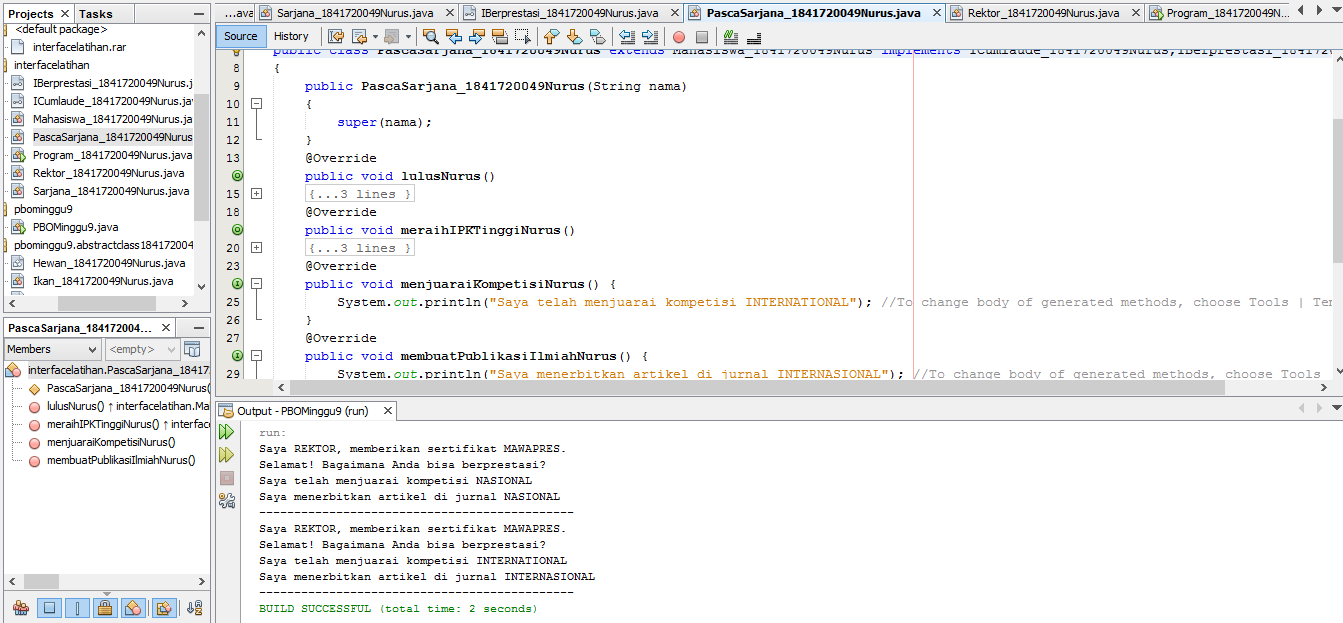 Projects Tasks
<default package>
interfacelatihan.rar
interfacelatihan
IBerprestasi_1841720049Nurus.j
ICumlaude_1841720049Nurus.jav
Mahasiswa_1841720049Nurus.ja
PascaSarjana_1841720049Nurus
Program_1841720049Nurus.java
Rektor_1841720049Nurus.java
Sarjana_1841720049Nurus.java
pbominggu9
PBOMinggu9.java
pbominggu9.abstractclass184172004
Hewan_1841720049Nurus.java
Ikan_1841720049Nurus.java
PascaSarjana_184172004...
Members <empty>
interfacelatihan.PascaSarjana_18417
PascaSarjana_1841720049Nurus(
lulusNurus() ↑ interfacelatihan.Ma
meraihIPKTinggiNurus() ↑ interface
menjuaraiKompetisiNurus()
membuatPublikasiIlmiahNurus()
...ava Sarjana_1841720049Nurus.java IBerprestasi_1841720049Nurus.java PascaSarjana_1841720049Nurus.java Rektor_1841720049Nurus.java Program_1841720049N...
Source History
public class PascaSarjana_1841720049Nurus extends Mahasiswa_1841720049Nurus implements ICumlaude_1841720049Nurus,IBerprestasi_1841720
8 {
9 public PascaSarjana_1841720049Nurus(String nama)
10 {
11 super(nama);
12 }
13 @Override
public void lulusNurus()
15 {...3 lines }
18 @Override
public void meraihIPKTinggiNurus()
20 {...3 lines }
23 @Override
public void menjuaraiKompetisiNurus() {
25 System.out.println("Saya telah menjuarai kompetisi INTERNATIONAL"); //To change body of generated methods, choose Tools | Tem
26 }
27 @Override
public void membuatPublikasiIlmiahNurus() {
29 System.out.println("Saya menerbitkan artikel di jurnal INTERNASIONAL"); //To change body of generated methods, choose Tools
Output - PBOMinggu9 (run)
run:
Saya REKTOR, memberikan sertifikat MAWAPRES.
Selamat! Bagaimana Anda bisa berprestasi?
Saya telah menjuarai kompetisi NASIONAL
Saya menerbitkan artikel di jurnal NASIONAL
---------------------------------------------
Saya REKTOR, memberikan sertifikat MAWAPRES.
Selamat! Bagaimana Anda bisa berprestasi?
Saya telah menjuarai kompetisi INTERNATIONAL
Saya menerbitkan artikel di jurnal INTERNASIONAL
---------------------------------------------
BUILD SUCCESSFUL (total time: 2 seconds)